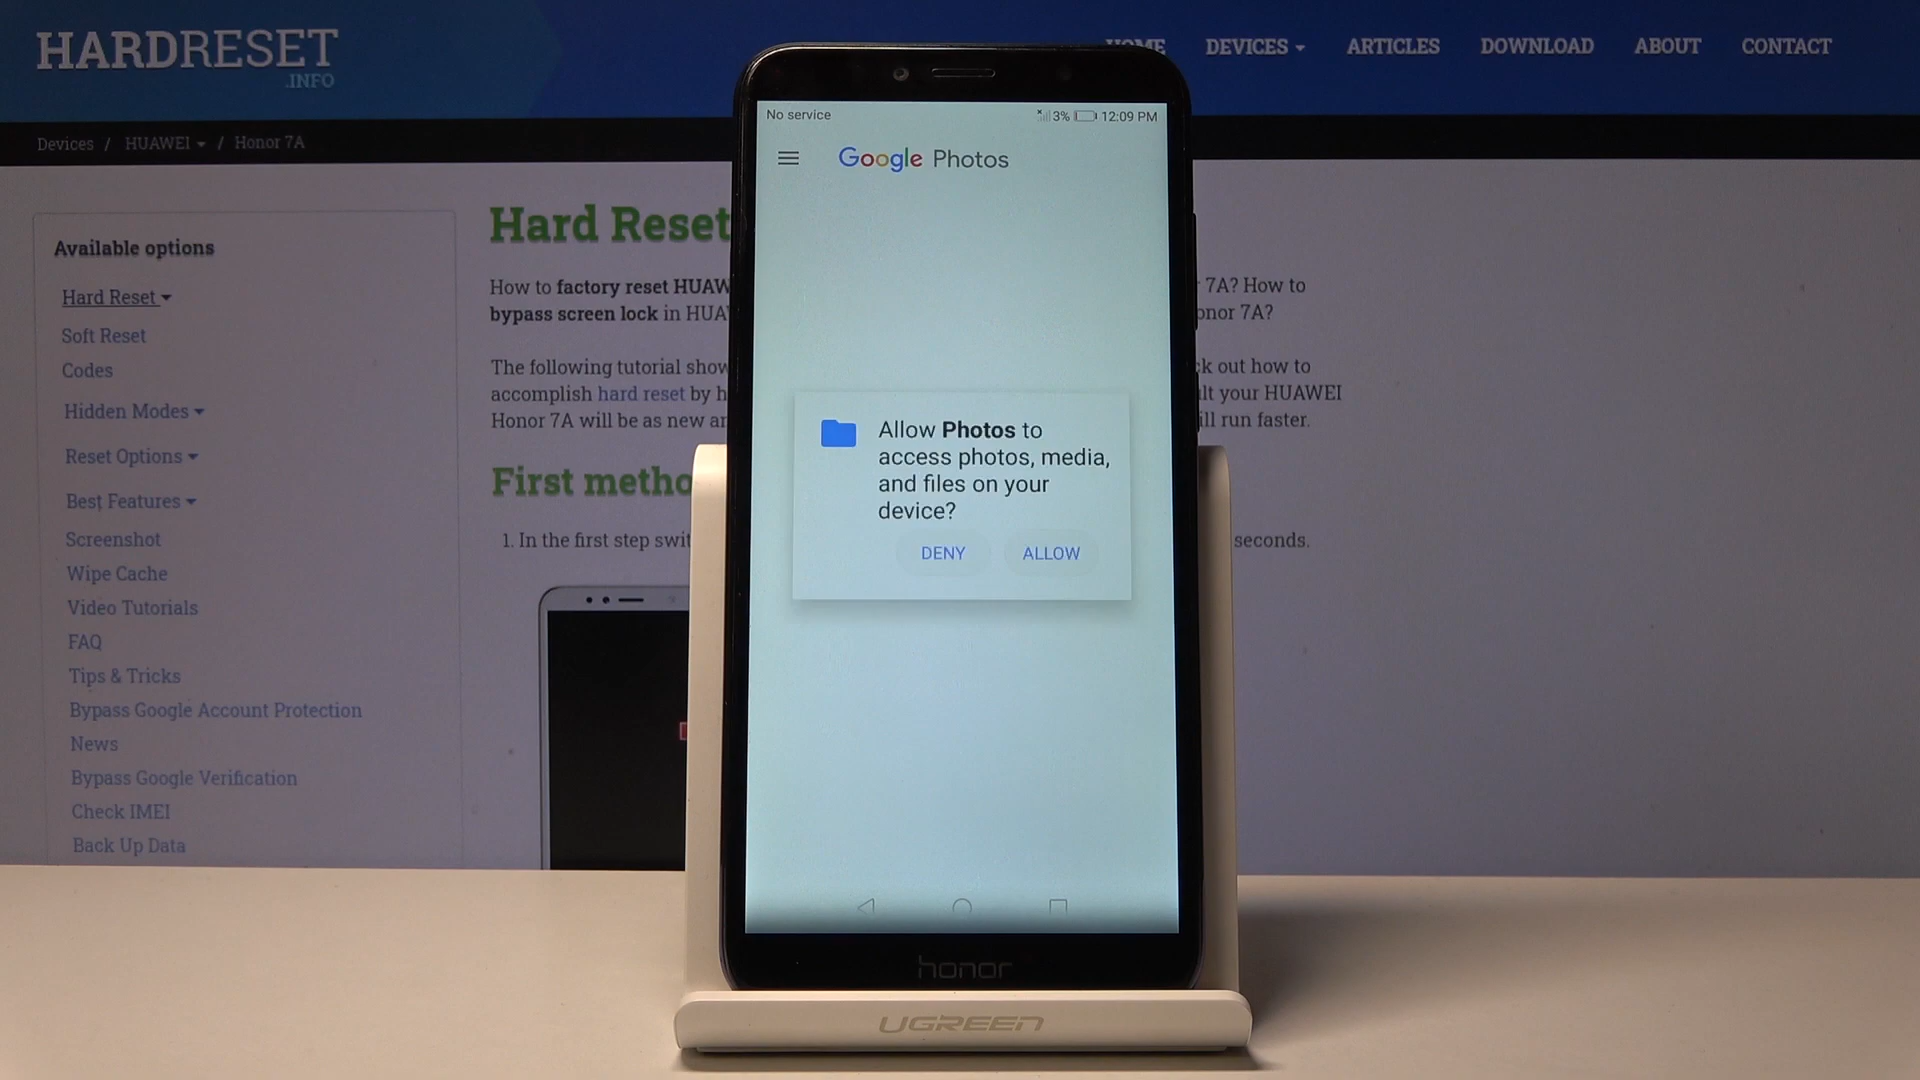 HARDRESET
.INFO
HOME DEVICES ARTICLES DOWNLOAD ABOUT CONTACT
Devices / HUAWEI / Honor 7A
Available options
Hard Reset
Soft Reset
Codes
Hidden Modes
Reset Options
Best Features
Screenshot
Wipe Cache
Video Tutorials
FAQ
Tips & Tricks
Bypass Google Account Protection
News
Bypass Google Verification
Check IMEI
Back Up Data
Hard Reset
How to factory reset HUAW 7A? How to
bypass screen lock in HUA onor 7A?
The following tutorial show ck out how to
accomplish hard reset by h lt your HUAWEI
Honor 7A will be as new an ll run faster.
First metho
1. In the first step swit seconds.
No service 3% 12:09 PM
Google Photos
Allow Photos to
access photos, media,
and files on your
device?
DENY ALLOW
honor
UGREEN